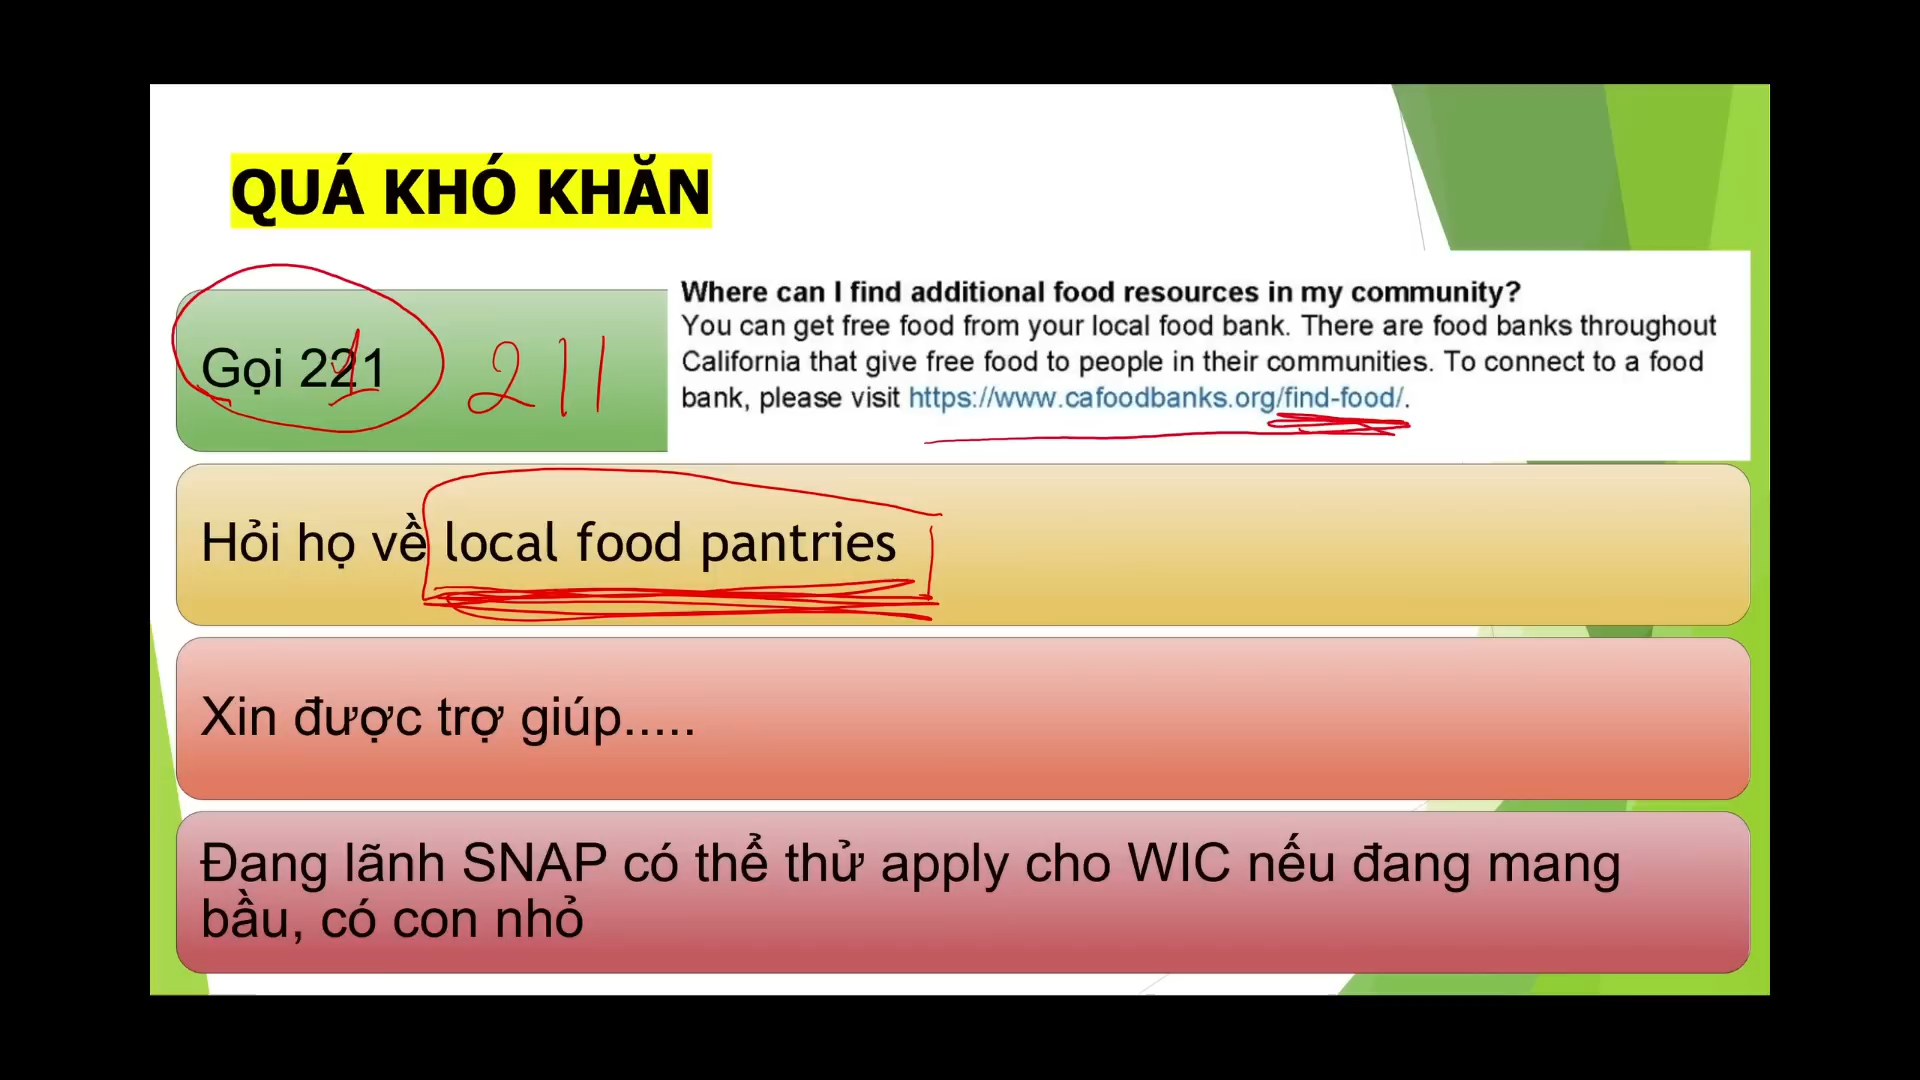 QUÁ KHÓ KHĂN
Gọi 221
211
Where can I find additional food resources in my community?
You can get free food from your local food bank. There are food banks throughout
California that give free food to people in their communities. To connect to a food
bank, please visit https://www.cafoodbanks.org/find-food/.
Hỏi họ về local food pantries
Xin được trợ giúp.....
Đang lãnh SNAP có thể thử apply cho WIC nếu đang mang
bầu, có con nhỏ